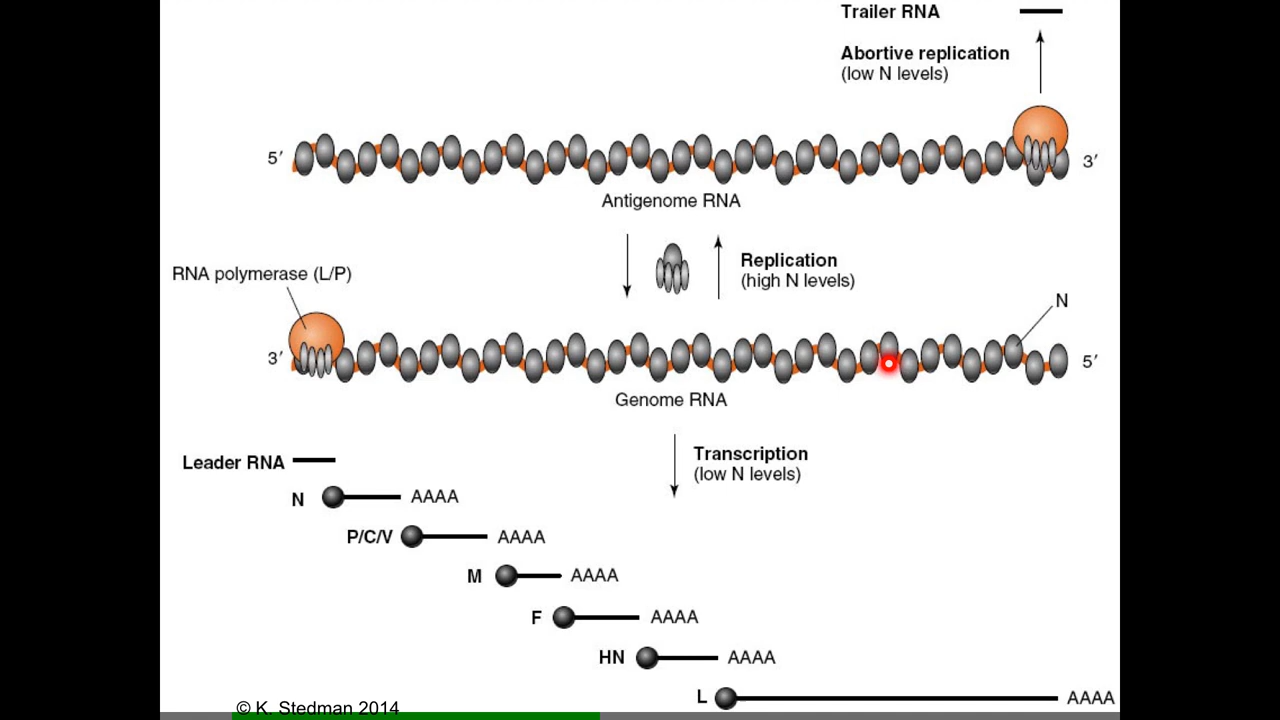 Trailer RNA
Abortive replication
(low N levels)
5′
3′
Antigenome RNA
RNA polymerase (L/P)
Replication
(high N levels)
N
3′
5′
Genome RNA
Transcription
(low N levels)
Leader RNA
N AAAA
P/C/V AAAA
M AAAA
F AAAA
HN AAAA
L AAAA
© K. Stedman 2014